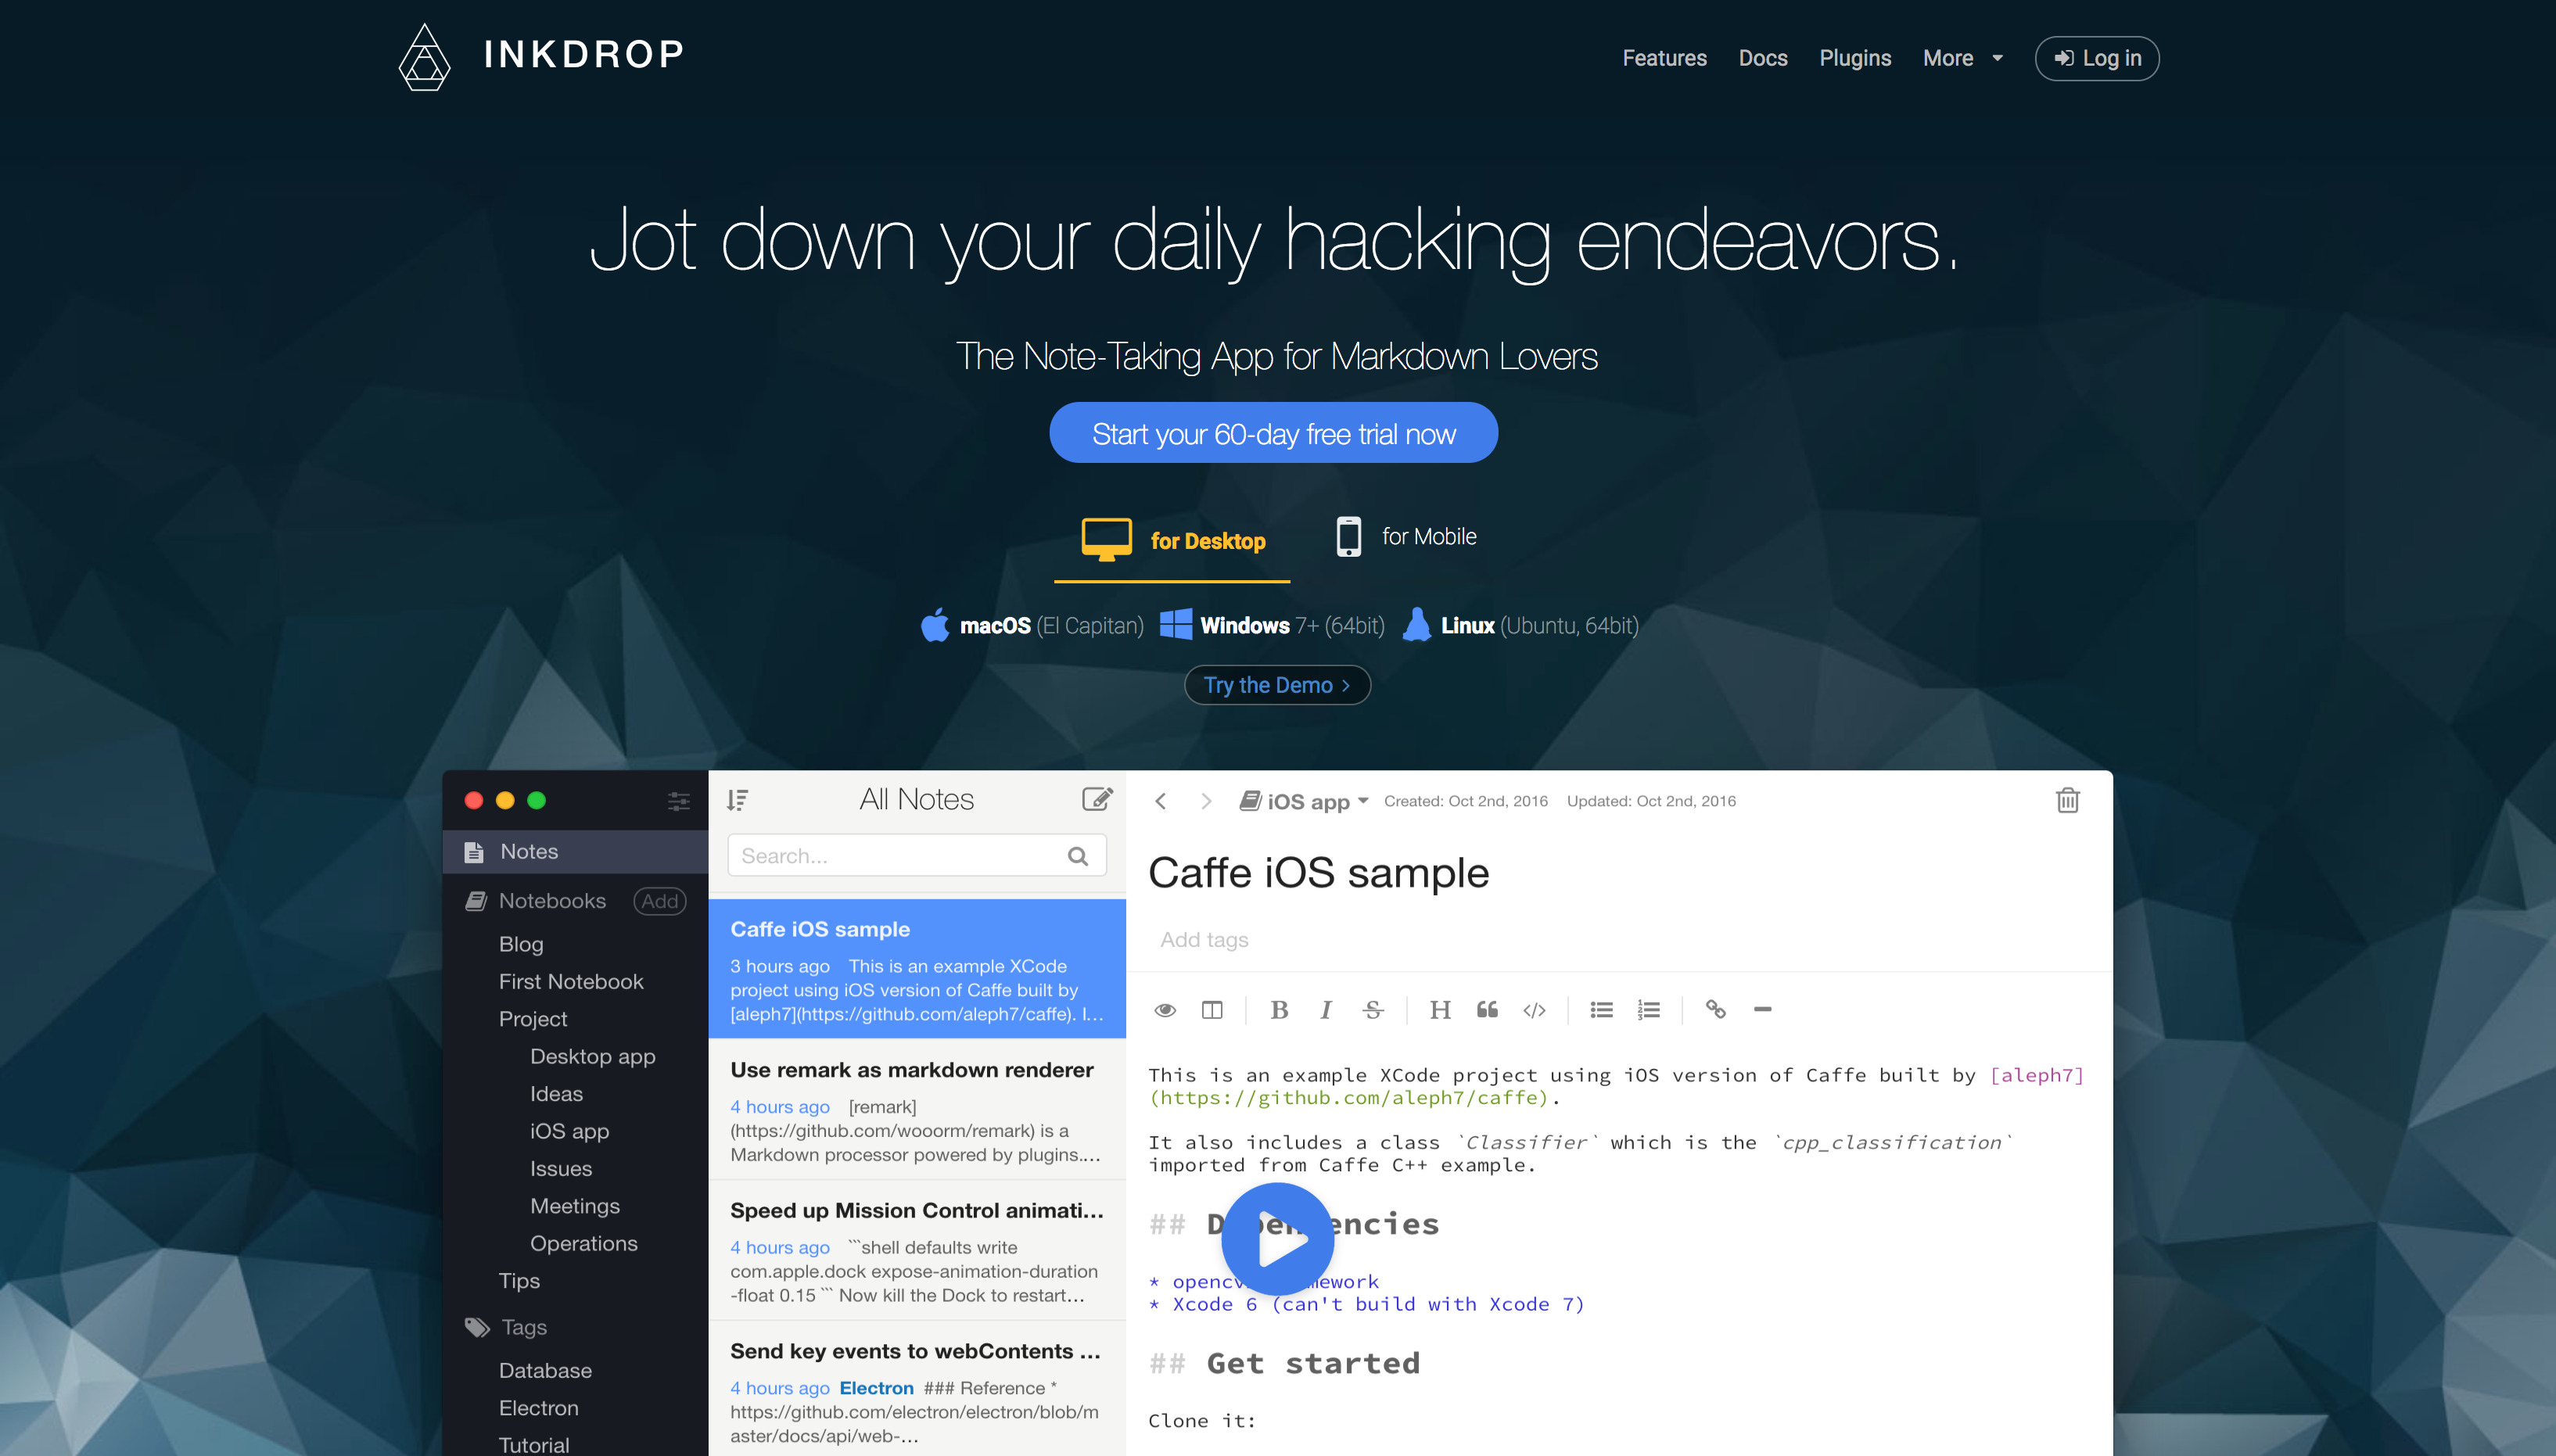 INKDROP
Features Docs Plugins More Log in
Jot down your daily hacking endeavors.
The Note-Taking App for Markdown Lovers
Start your 60-day free trial now
for Desktop for Mobile
macOS (El Capitan) Windows 7+ (64bit) Linux (Ubuntu, 64bit)
Try the Demo
Notes
Notebooks Add
Blog
First Notebook
Project
Desktop app
Ideas
iOS app
Issues
Meetings
Operations
Tips
Tags
Database
Electron
Tutorial
All Notes
Search...
Caffe iOS sample
3 hours ago This is an example XCode
project using iOS version of Caffe built by
[aleph7](https://github.com/aleph7/caffe). I...
Use remark as markdown renderer
4 hours ago [remark]
(https://github.com/wooorm/remark) is a
Markdown processor powered by plugins....
Speed up Mission Control animati...
4 hours ago ```shell defaults write
com.apple.dock expose-animation-duration
-float 0.15 ``` Now kill the Dock to restart...
Send key events to webContents ...
4 hours ago Electron ### Reference *
https://github.com/electron/electron/blob/m
aster/docs/api/web-...
iOS app Created: Oct 2nd, 2016 Updated: Oct 2nd, 2016
Caffe iOS sample
Add tags
B I S H </>
This is an example XCode project using iOS version of Caffe built by [aleph7]
(https://github.com/aleph7/caffe).
It also includes a class `Classifier` which is the `cpp_classification`
imported from Caffe C++ example.
## Dependencies
*
* Xcode 6 (can't build with Xcode 7)
## Get started
Clone it: